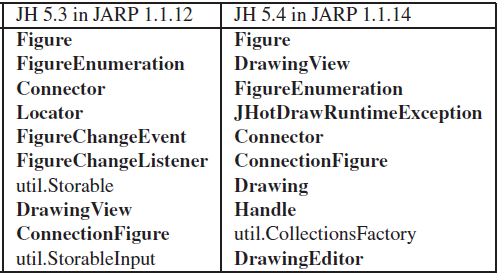 JH 5.3 in JARP 1.1.12 JH 5.4 in JARP 1.1.14
Figure Figure
FigureEnumeration DrawingView
Connector FigureEnumeration
Locator JHotDrawRuntimeException
FigureChangeEvent Connector
FigureChangeListener ConnectionFigure
util.Storable Drawing
DrawingView Handle
ConnectionFigure util.CollectionsFactory
util.StorableInput DrawingEditor